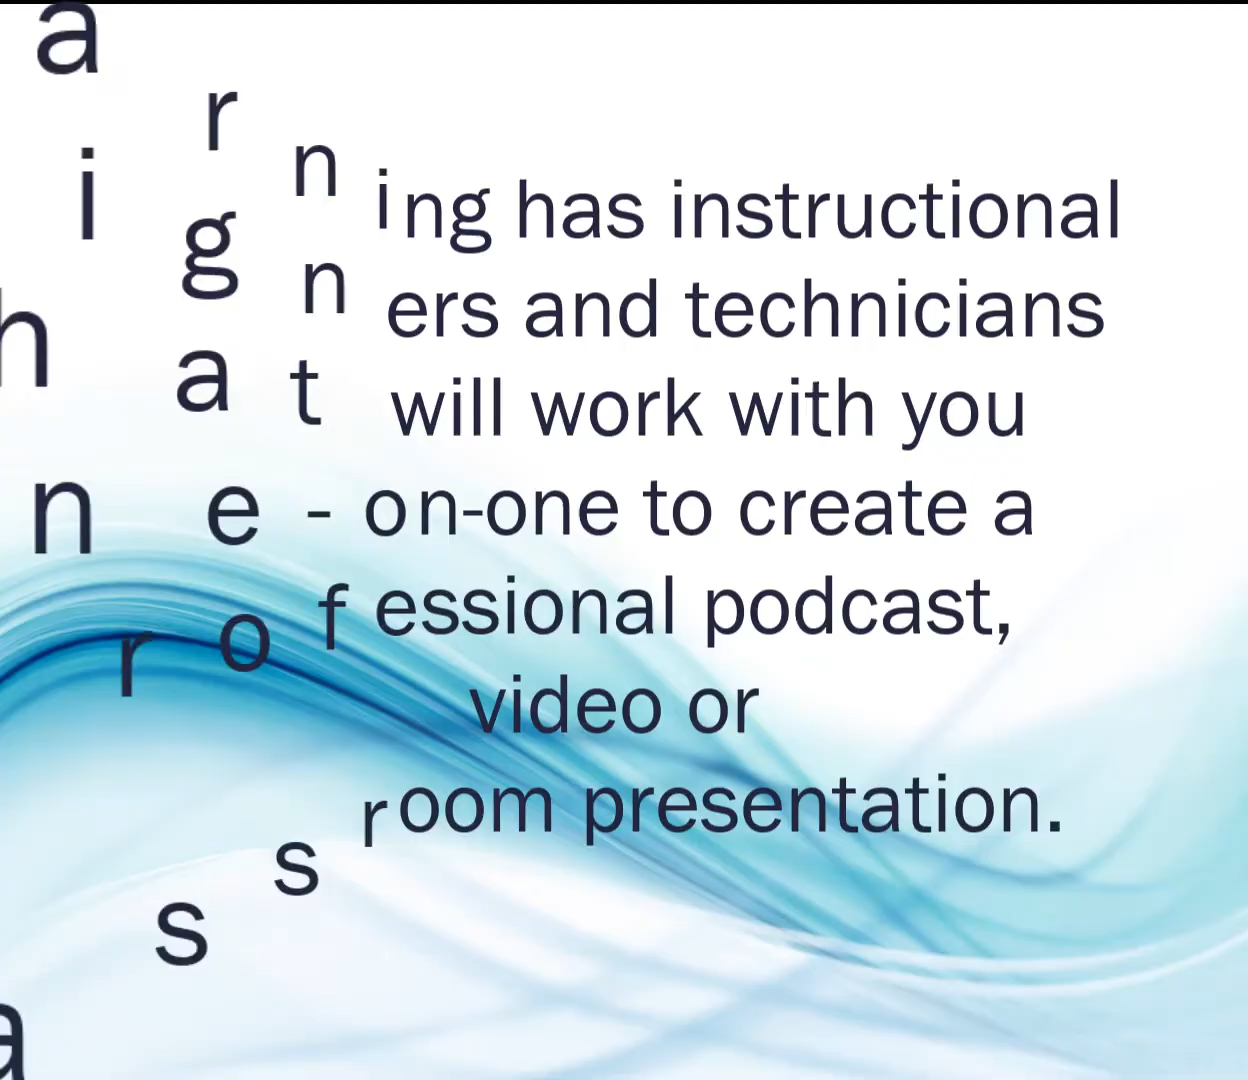 a r n ing has instructional
i g n ers and technicians
h a t will work with you
n e - on-one to create a
r o f essional podcast,
video or
a s s room presentation.